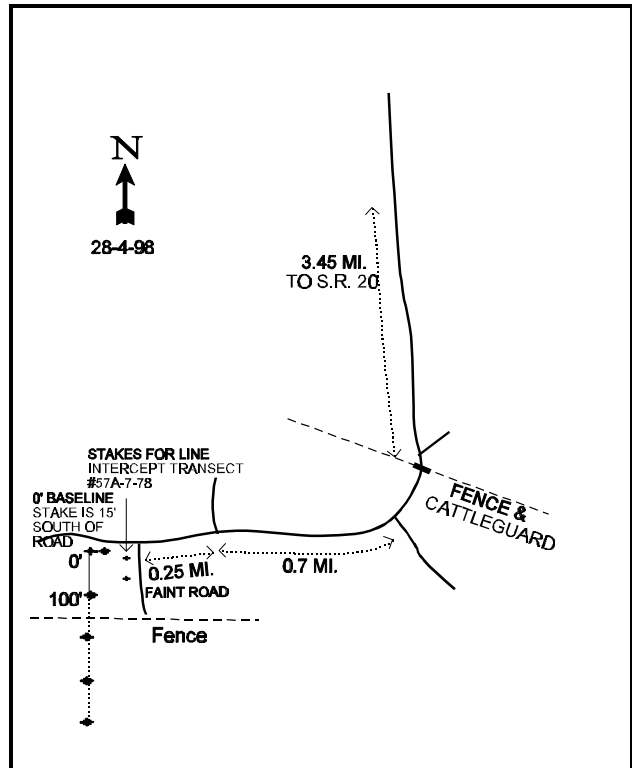 N
28-4-98
3.45 MI.
TO S.R. 20
STAKES FOR LINE
INTERCEPT TRANSECT
#57A-7-78
0' BASELINE
STAKE IS 15'
SOUTH OF
ROAD
FENCE &
CATTLEGUARD
0'
0.25 MI.
0.7 MI.
FAINT ROAD
100'
Fence